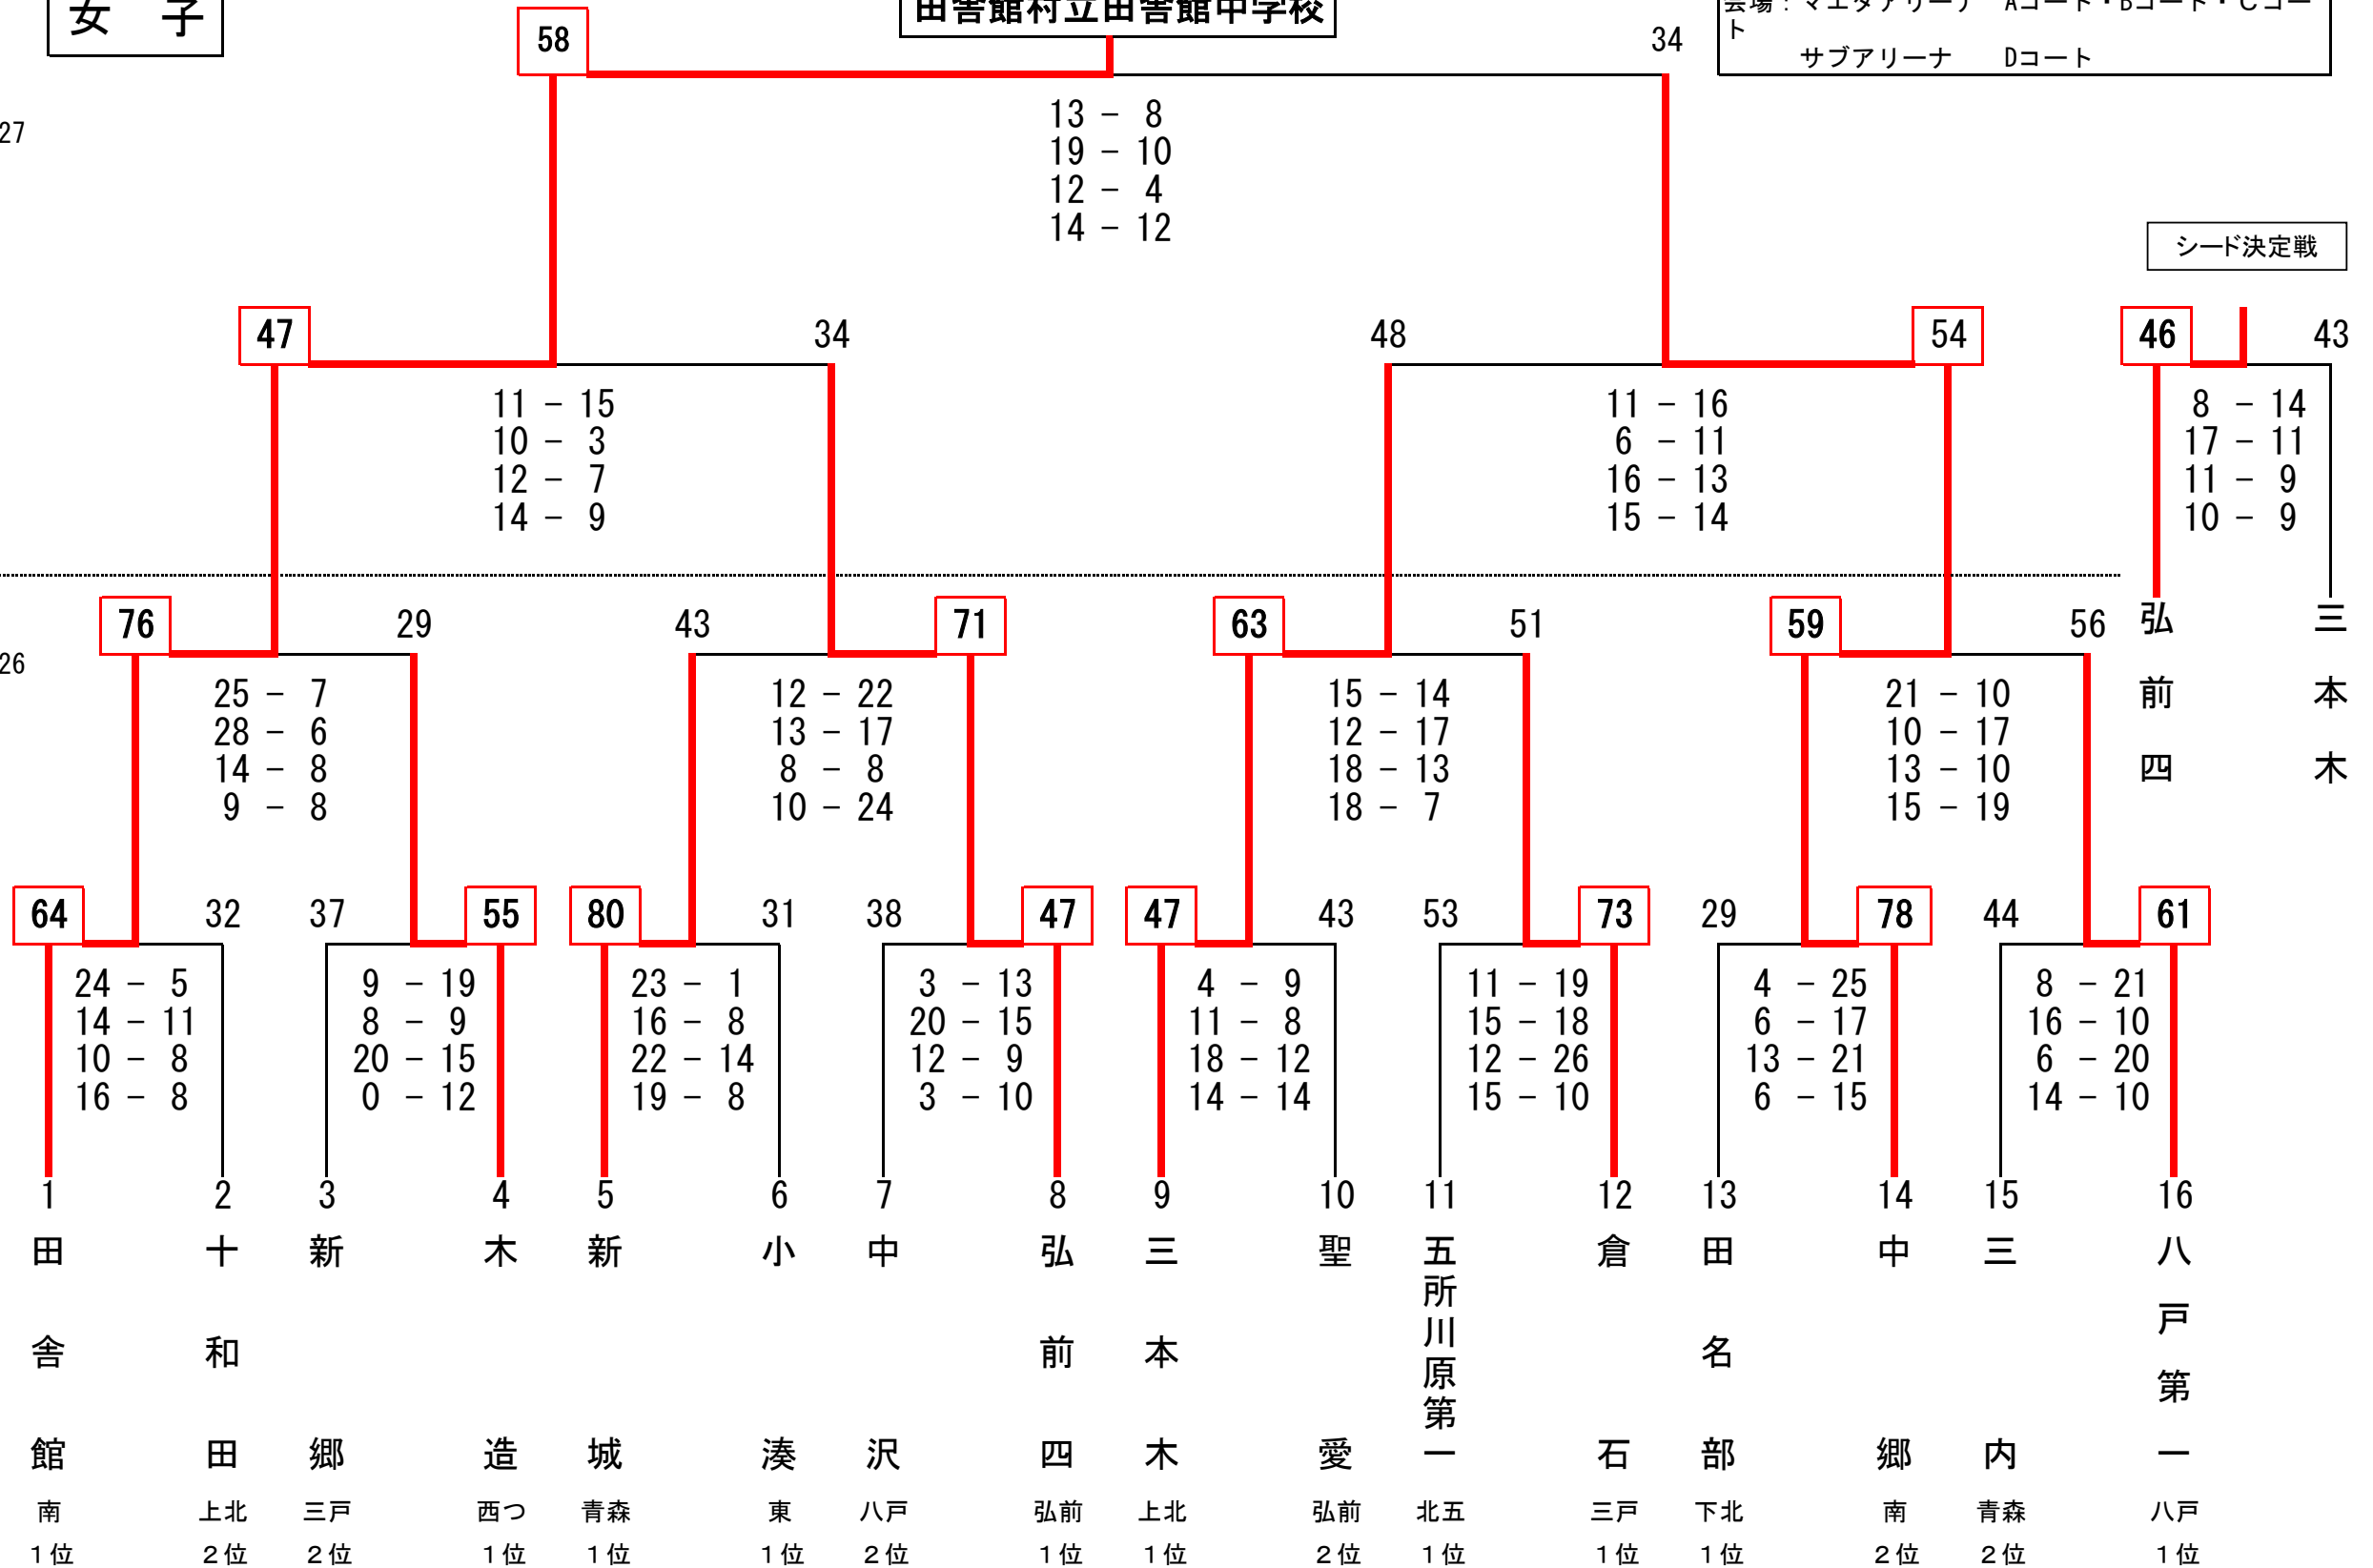 女 子
田舎館村立田舎館中学校
会場：マエダアリーナ Aコート・Bコート・Cコー
ト
サブアリーナ Dコート
58
34
27
13 － 8
19 － 10
12 － 4
14 － 12
シード決定戦
47
34
48
54
46
43
11 － 15
10 － 3
12 － 7
14 － 9
11 － 16
6 － 11
16 － 13
15 － 14
8 － 14
17 － 11
11 － 9
10 － 9
弘前四
三本木
26
76
29
43
71
63
51
59
56
25 － 7
28 － 6
14 － 8
9 － 8
12 － 22
13 － 17
8 － 8
10 － 24
15 － 14
12 － 17
18 － 13
18 － 7
21 － 10
10 － 17
13 － 10
15 － 19
64
32
37
55
80
31
38
47
47
43
53
73
29
78
44
61
24 － 5
14 － 11
10 － 8
16 － 8
9 － 19
8 － 9
20 － 15
0 － 12
23 － 1
16 － 8
22 － 14
19 － 8
3 － 13
20 － 15
12 － 9
3 － 10
4 － 9
11 － 8
18 － 12
14 － 14
11 － 19
15 － 18
12 － 26
15 － 10
4 － 25
6 － 17
13 － 21
6 － 15
8 － 21
16 － 10
6 － 20
14 － 10
1 2 3 4 5 6 7 8 9 10 11 12 13 14 15 16
田舎館
十和田
新郷
木造
新城
小湊
中沢
弘前四
三本木
聖愛
五所川原第一
倉石
田名部
中郷
三内
八戸第一
南 上北 三戸 西つ 青森 東 八戸 弘前 上北 弘前 北五 三戸 下北 南 青森 八戸
１位 ２位 ２位 １位 １位 １位 ２位 １位 １位 ２位 １位 １位 １位 ２位 ２位 １位